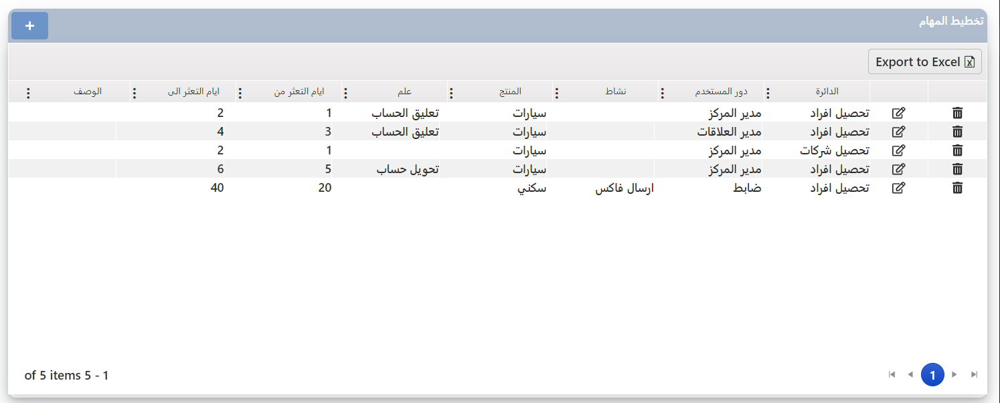 تخطيط المهام
+
Export to Excel
الدائرة دور المستخدم نشاط المنتج علم ايام التعثر من ايام التعثر الى الوصف
تحصيل افراد مدير المركز سيارات تعليق الحساب 1 2
تحصيل افراد مدير العلاقات سيارات تعليق الحساب 3 4
تحصيل شركات مدير المركز سيارات 1 2
تحصيل افراد مدير المركز سيارات تحويل حساب 5 6
تحصيل افراد ضابط ارسال فاكس سكني 20 40
1
of 5 items 5 - 1